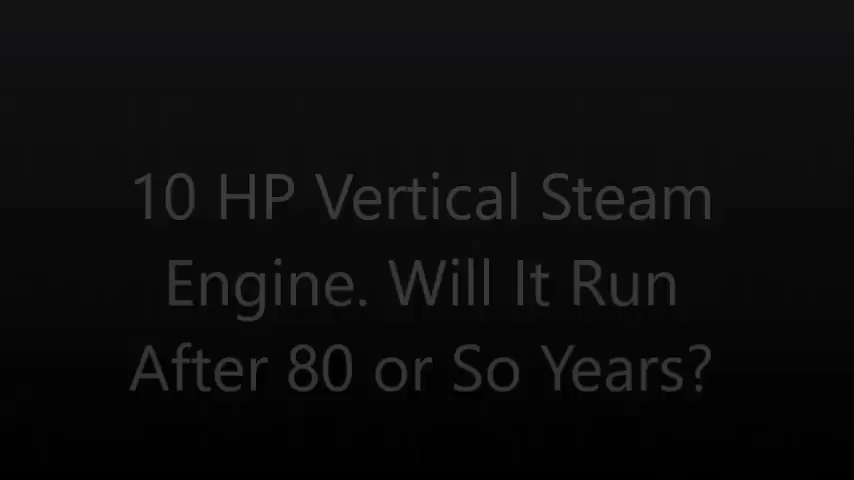 10 HP Vertical Steam
Engine. Will It Run
After 80 or So Years?